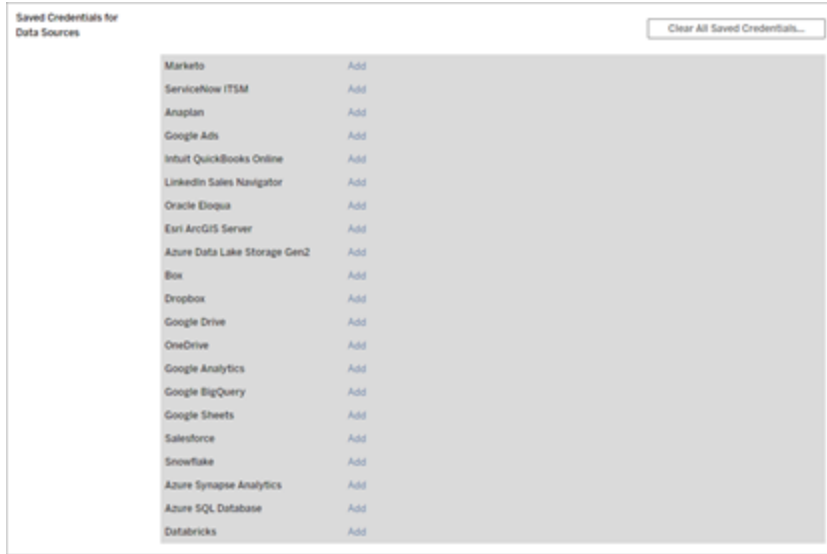 Saved Credentials for
Data Sources
Clear All Saved Credentials...
Marketo Add
ServiceNow ITSM Add
Anaplan Add
Google Ads Add
Intuit QuickBooks Online Add
LinkedIn Sales Navigator Add
Oracle Eloqua Add
Esri ArcGIS Server Add
Azure Data Lake Storage Gen2 Add
Box Add
Dropbox Add
Google Drive Add
OneDrive Add
Google Analytics Add
Google BigQuery Add
Google Sheets Add
Salesforce Add
Snowflake Add
Azure Synapse Analytics Add
Azure SQL Database Add
Databricks Add